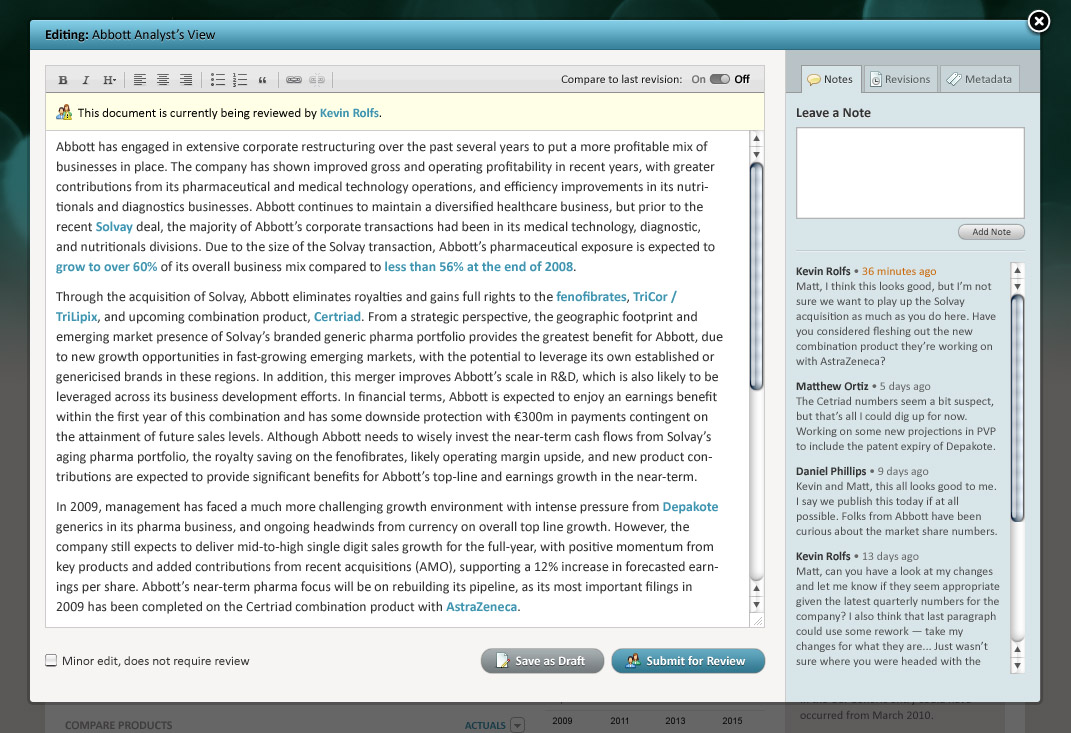 Editing: Abbott Analyst's View
B I H
Compare to last revision: On Off
This document is currently being reviewed by Kevin Rolfs.
Abbott has engaged in extensive corporate restructuring over the past several years to put a more profitable mix of
businesses in place. The company has shown improved gross and operating profitability in recent years, with greater
contributions from its pharmaceutical and medical technology operations, and efficiency improvements in its nutri-
tionals and diagnostics businesses. Abbott continues to maintain a diversified healthcare business, but prior to the
recent Solvay deal, the majority of Abbott's corporate transactions had been in its medical technology, diagnostic,
and nutritionals divisions. Due to the size of the Solvay transaction, Abbott's pharmaceutical exposure is expected to
grow to over 60% of its overall business mix compared to less than 56% at the end of 2008.
Through the acquisition of Solvay, Abbott eliminates royalties and gains full rights to the fenofibrates, TriCor /
TriLipix, and upcoming combination product, Certriad. From a strategic perspective, the geographic footprint and
emerging market presence of Solvay's branded generic pharma portfolio provides the greatest benefit for Abbott, due
to new growth opportunities in fast-growing emerging markets, with the potential to leverage its own established or
genericised brands in these regions. In addition, this merger improves Abbott's scale in R&D, which is also likely to be
leveraged across its business development efforts. In financial terms, Abbott is expected to enjoy an earnings benefit
within the first year of this combination and has some downside protection with €300m in payments contingent on
the attainment of future sales levels. Although Abbott needs to wisely invest the near-term cash flows from Solvay's
aging pharma portfolio, the royalty saving on the fenofibrates, likely operating margin upside, and new product con-
tributions are expected to provide significant benefits for Abbott's top-line and earnings growth in the near-term.
In 2009, management has faced a much more challenging growth environment with intense pressure from Depakote
generics in its pharma business, and ongoing headwinds from currency on overall top line growth. However, the
company still expects to deliver mid-to-high single digit sales growth for the full-year, with positive momentum from
key products and added contributions from recent acquisitions (AMO), supporting a 12% increase in forecasted earn-
ings per share. Abbott's near-term pharma focus will be on rebuilding its pipeline, as its most important filings in
2009 has been completed on the Certriad combination product with AstraZeneca.
Minor edit, does not require review
Save as Draft
Submit for Review
Notes
Revisions
Metadata
Leave a Note
Add Note
Kevin Rolfs • 36 minutes ago
Matt, I think this looks good, but I'm not
sure we want to play up the Solvay
acquisition as much as you do here. Have
you considered fleshing out the new
combination product they're working on
with AstraZeneca?
Matthew Ortiz • 5 days ago
The Cetriad numbers seem a bit suspect,
but that's all I could dig up for now.
Working on some new projections in PVP
to include the patent expiry of Depakote.
Daniel Phillips • 9 days ago
Kevin and Matt, this all looks good to me.
I say we publish this today if at all
possible. Folks from Abbott have been
curious about the market share numbers.
Kevin Rolfs • 13 days ago
Matt, can you have a look at my changes
and let me know if they seem appropriate
given the latest quarterly numbers for the
company? I also think that last paragraph
could use some rework — take my
changes for what they are... Just wasn't
sure where you were headed with the
COMPARE PRODUCTS
ACTUALS
2009 2011 2013 2015
occurred from March 2010.